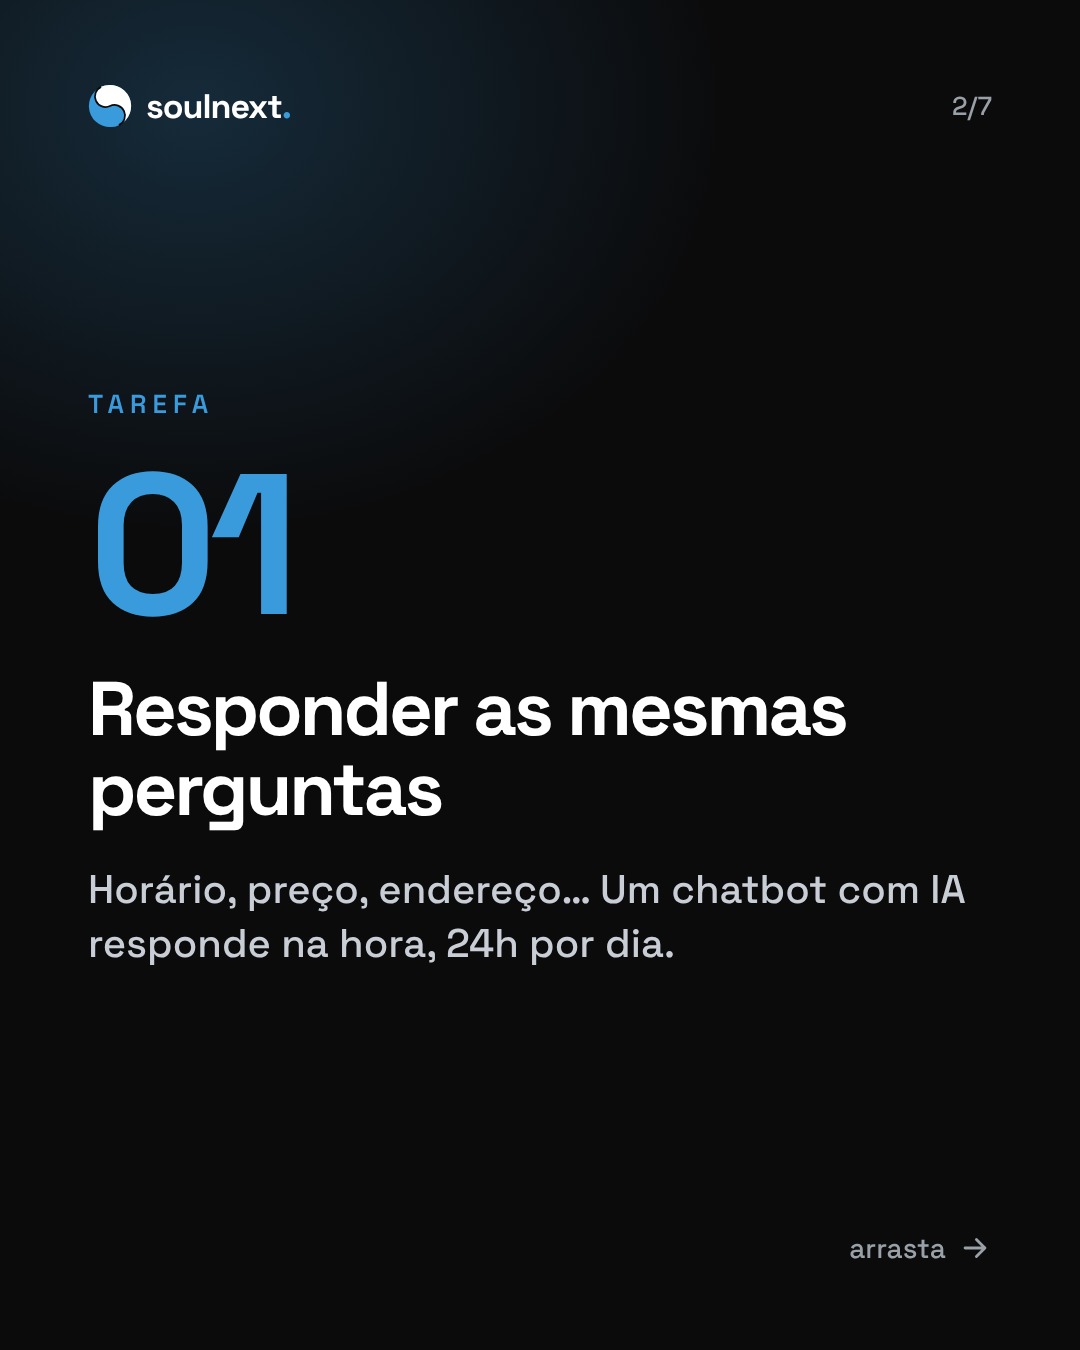 soulnext.
2/7
TAREFA
01
Responder as mesmas
perguntas
Horário, preço, endereço... Um chatbot com IA
responde na hora, 24h por dia.
arrasta →